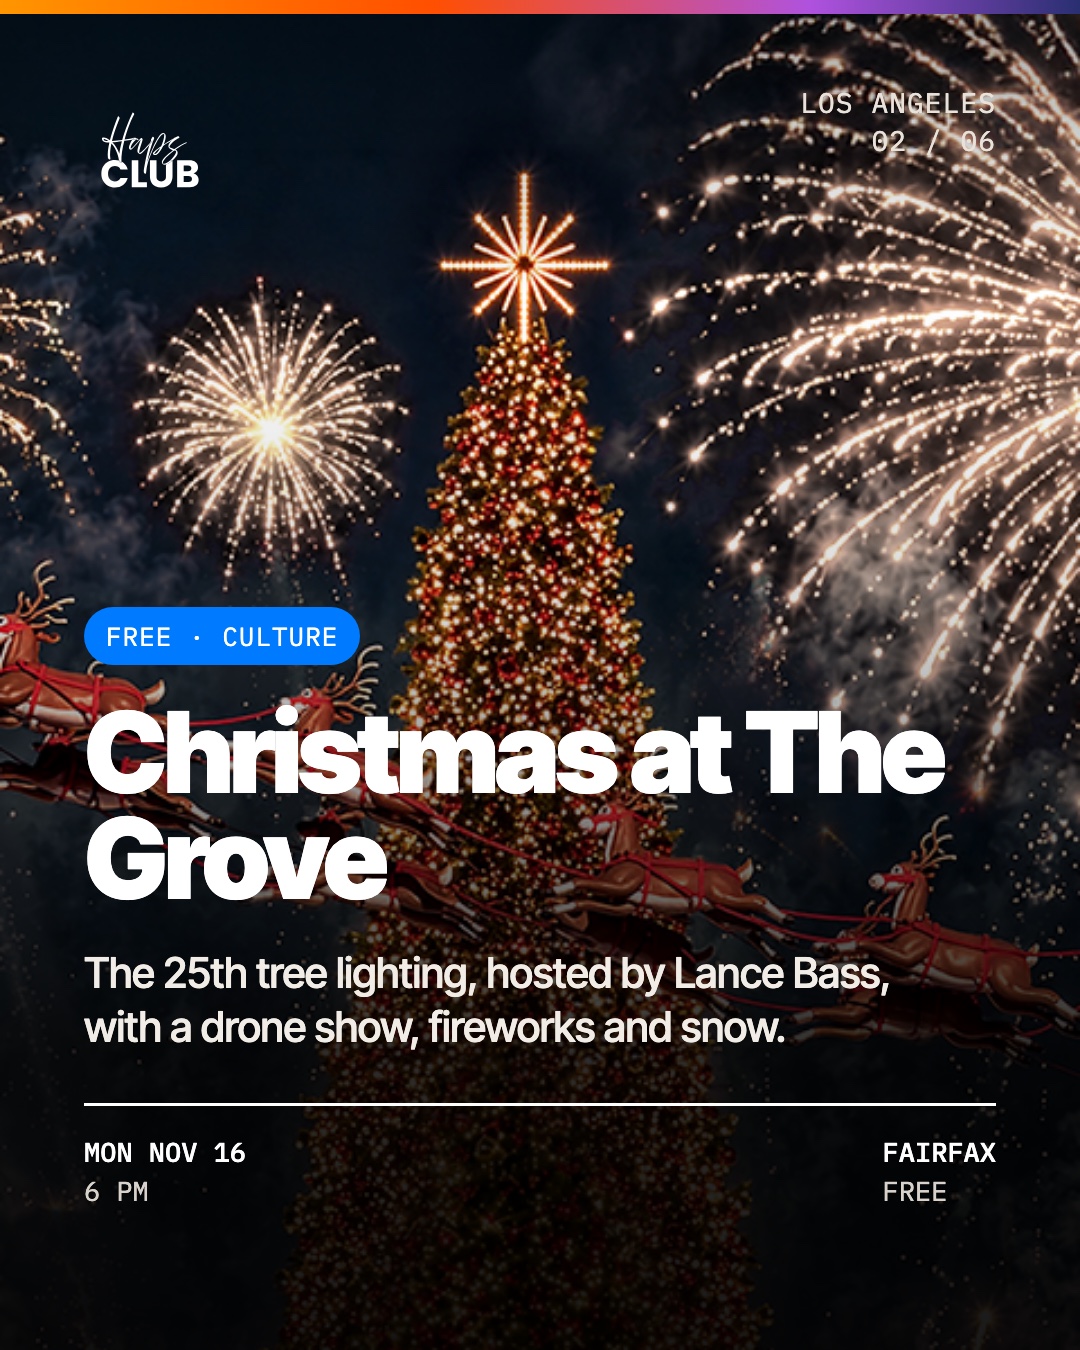 Haps
CLUB
LOS ANGELES
02 / 06
FREE · CULTURE
Christmas at The
Grove
The 25th tree lighting, hosted by Lance Bass,
with a drone show, fireworks and snow.
MON NOV 16
6 PM
FAIRFAX
FREE